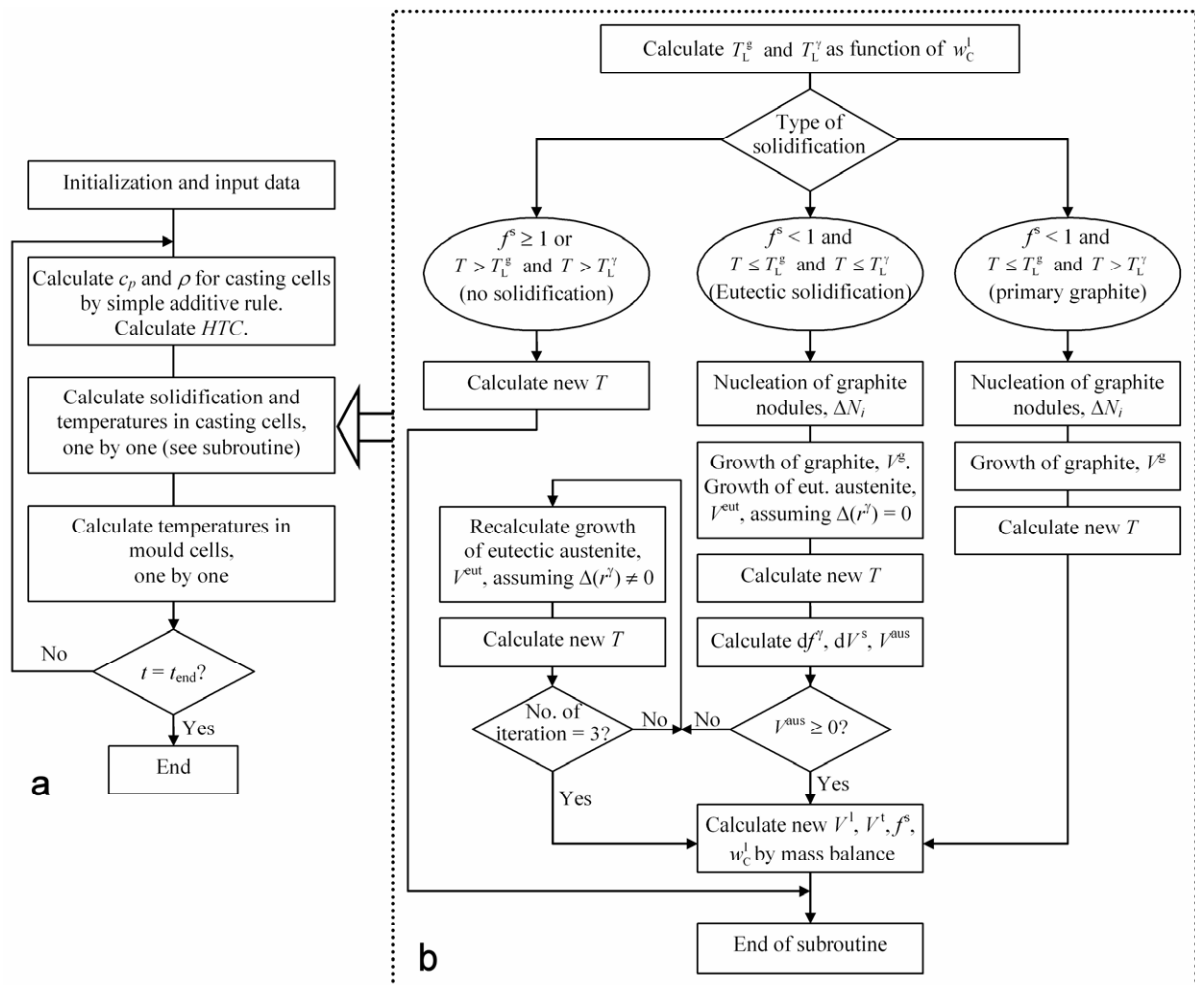 Initialization and input data
Calculate c_p and ρ for casting cells
by simple additive rule.
Calculate HTC.
Calculate solidification and
temperatures in casting cells,
one by one (see subroutine)
Calculate temperatures in
mould cells,
one by one
No
t = t_end?
Yes
End
a
Calculate T_L^g and T_L^γ as function of w_C^l
Type of
solidification
f^s ≥ 1 or
T > T_L^g and T > T_L^γ
(no solidification)
Calculate new T
f^s < 1 and
T ≤ T_L^g and T ≤ T_L^γ
(Eutectic solidification)
Nucleation of graphite
nodules, ΔN_i
Growth of graphite, V^g.
Growth of eut. austenite,
V^eut, assuming Δ(r^γ) = 0
Calculate new T
Calculate df^γ, dV^s, V^aus
V^aus ≥ 0?
No
Yes
f^s < 1 and
T ≤ T_L^g and T > T_L^γ
(primary graphite)
Nucleation of graphite
nodules, ΔN_i
Growth of graphite, V^g
Calculate new T
Recalculate growth
of eutectic austenite,
V^eut, assuming Δ(r^γ) ≠ 0
Calculate new T
No. of
iteration = 3?
No
Yes
Calculate new V^l, V^t, f^s,
w_C^l by mass balance
End of subroutine
b